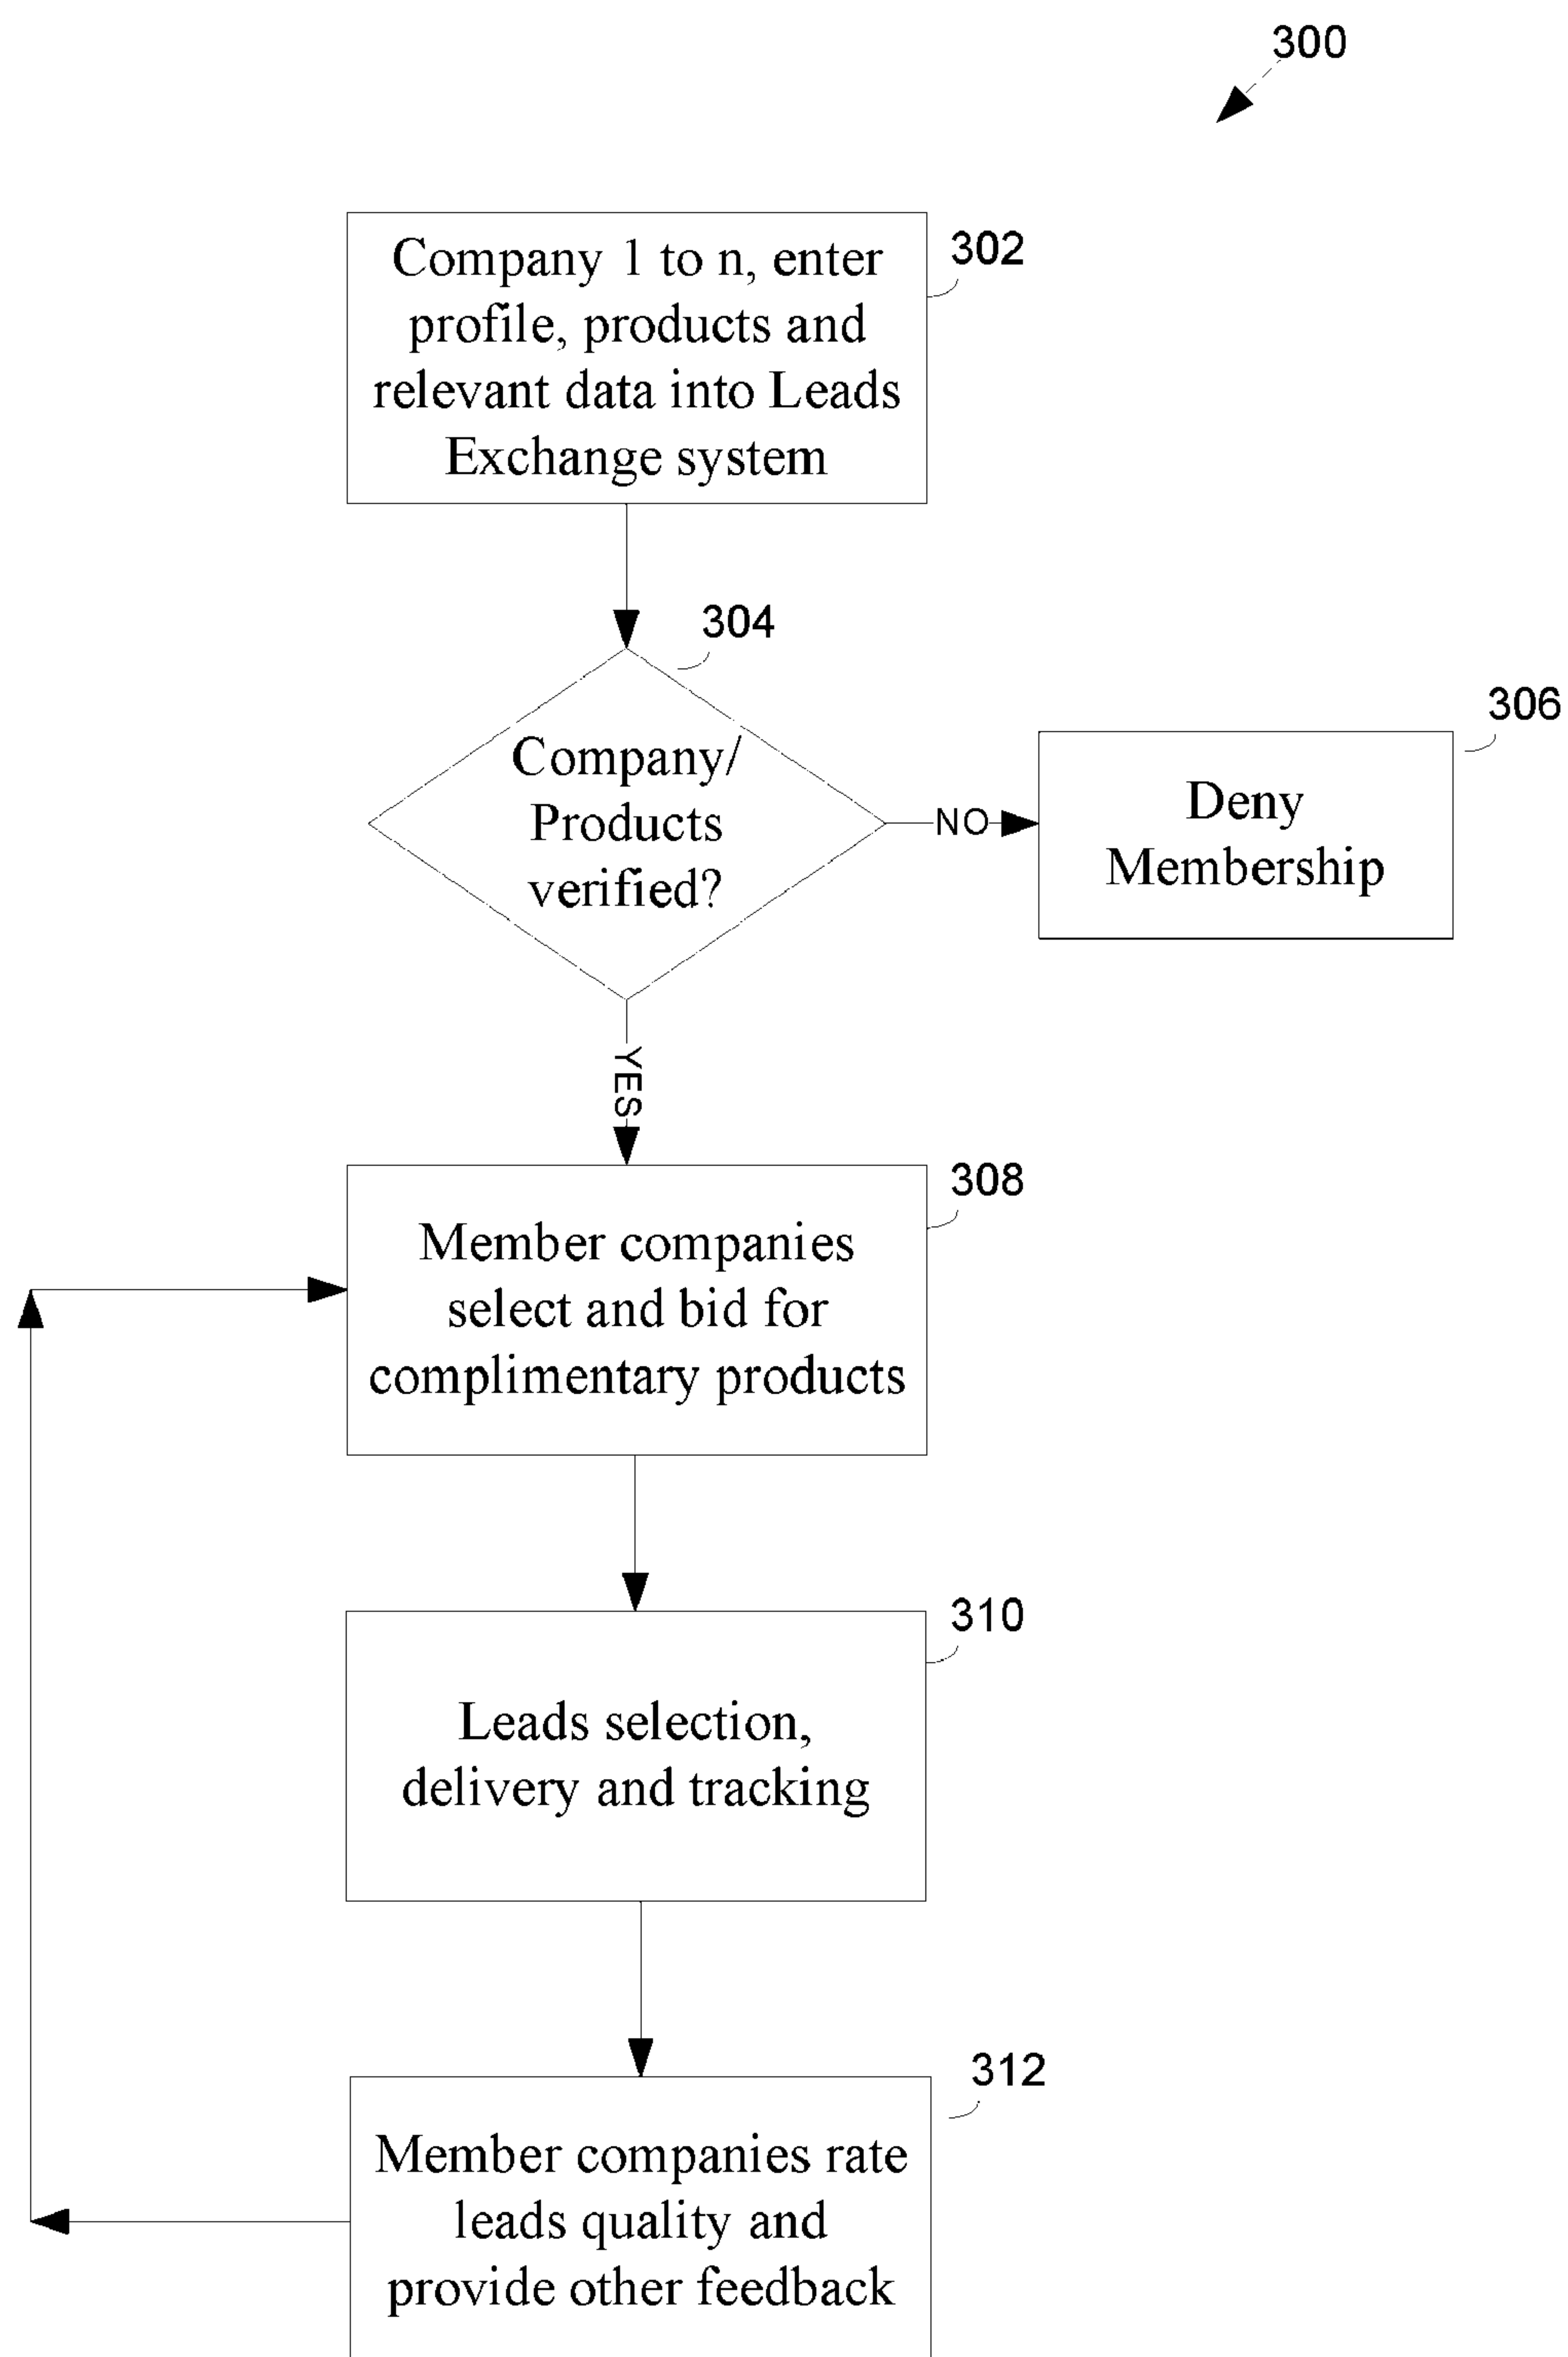 300
302
Company 1 to n, enter
profile, products and
relevant data into Leads
Exchange system
304
Company/
Products
verified?
NO
306
Deny
Membership
YES
308
Member companies
select and bid for
complimentary products
310
Leads selection,
delivery and tracking
312
Member companies rate
leads quality and
provide other feedback